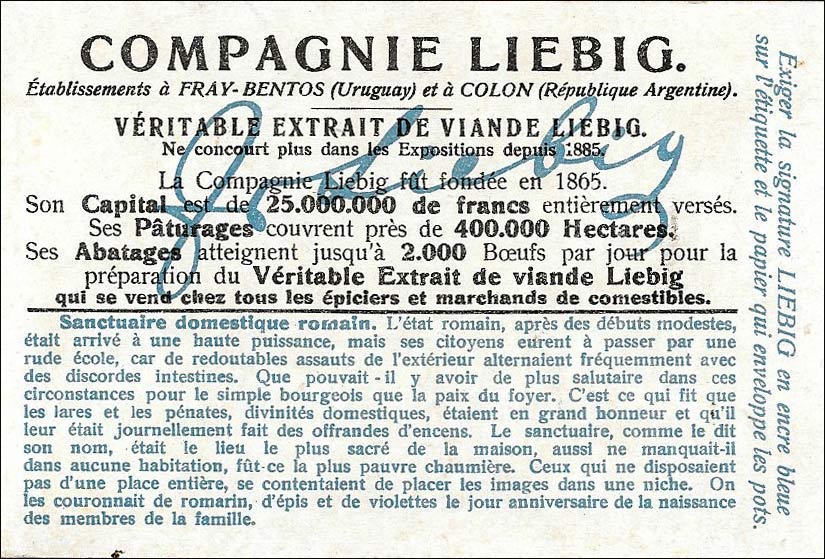 COMPAGNIE LIEBIG.
Établissements à FRAY-BENTOS (Uruguay) et à COLON (République Argentine).
VÉRITABLE EXTRAIT DE VIANDE LIEBIG.
Ne concourt plus dans les Expositions depuis 1885.
La Compagnie Liebig fût fondée en 1865.
Son Capital est de 25.000.000 de francs entièrement versés.
Ses Pâturages couvrent près de 400.000 Hectares.
Ses Abatages atteignent jusqu'à 2.000 Bœufs par jour pour la
préparation du Véritable Extrait de viande Liebig
qui se vend chez tous les épiciers et marchands de comestibles.
J Liebig
Sanctuaire domestique romain. L'état romain, après des débuts modestes,
était arrivé à une haute puissance, mais ses citoyens eurent à passer par une
rude école, car de redoutables assauts de l'extérieur alternaient fréquemment avec
des discordes intestines. Que pouvait-il y avoir de plus salutaire dans ces
circonstances pour le simple bourgeois que la paix du foyer. C'est ce qui fit que
les lares et les pénates, divinités domestiques, étaient en grand honneur et qu'il
leur était journellement fait des offrandes d'encens. Le sanctuaire, comme le dit
son nom, était le lieu le plus sacré de la maison, aussi ne manquait-il
dans aucune habitation, fût-ce la plus pauvre chaumière. Ceux qui ne disposaient
pas d'une place entière, se contentaient de placer les images dans une niche. On
les couronnait de romarin, d'épis et de violettes le jour anniversaire de la naissance
des membres de la famille.
Exiger la signature LIEBIG en encre bleue
sur l'étiquette et le papier qui enveloppe les pots.